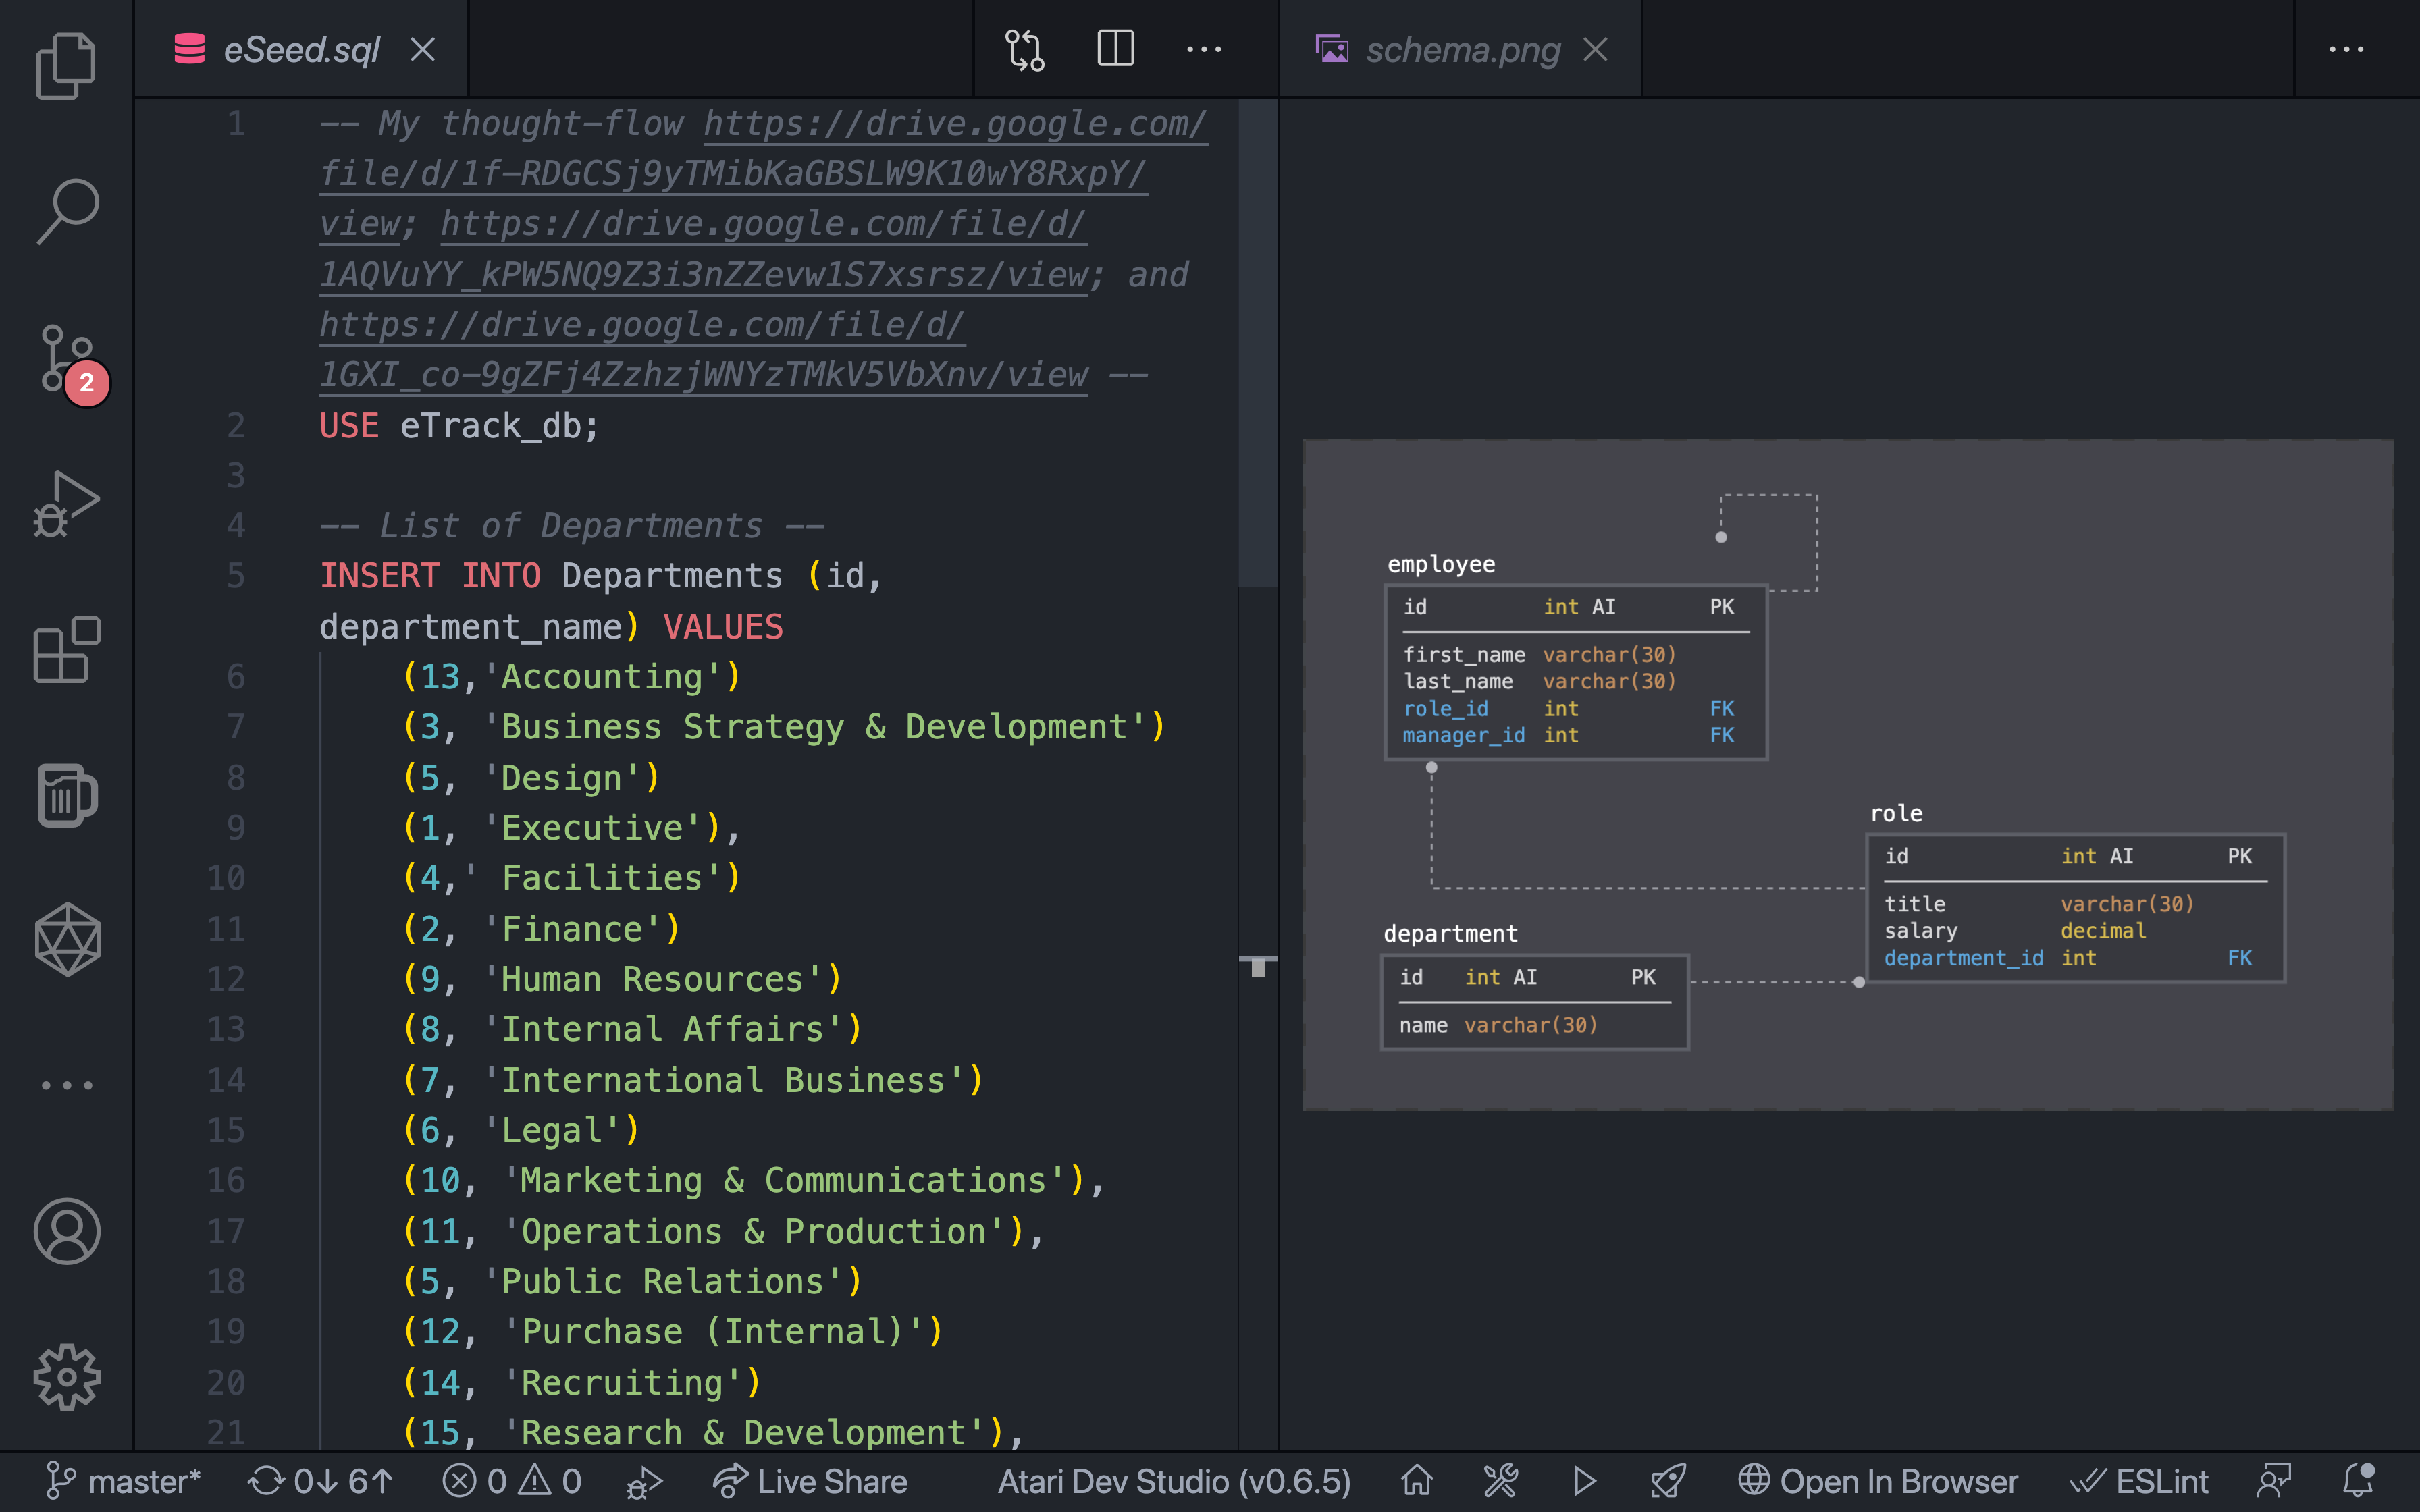 eSeed.sql
schema.png
1 -- My thought-flow https://drive.google.com/
file/d/1f-RDGCSj9yTMibKaGBSLW9K10wY8RxpY/
view; https://drive.google.com/file/d/
1AQVuYY_kPW5NQ9Z3i3nZZevw1S7xsrsz/view; and
https://drive.google.com/file/d/
1GXI_co-9gZFj4ZzhzjWNYzTMkV5VbXnv/view --
2 USE eTrack_db;
3
4 -- List of Departments --
5 INSERT INTO Departments (id,
department_name) VALUES
6 (13,'Accounting')
7 (3, 'Business Strategy & Development')
8 (5, 'Design')
9 (1, 'Executive'),
10 (4,' Facilities')
11 (2, 'Finance')
12 (9, 'Human Resources')
13 (8, 'Internal Affairs')
14 (7, 'International Business')
15 (6, 'Legal')
16 (10, 'Marketing & Communications'),
17 (11, 'Operations & Production'),
18 (5, 'Public Relations')
19 (12, 'Purchase (Internal)')
20 (14, 'Recruiting')
21 (15, 'Research & Development'),
2
employee
id int AI PK
first_name varchar(30)
last_name varchar(30)
role_id int FK
manager_id int FK
role
id int AI PK
title varchar(30)
salary decimal
department_id int FK
department
id int AI PK
name varchar(30)
master* 0↓ 6↑ 0 0 Live Share Atari Dev Studio (v0.6.5) Open In Browser ESLint